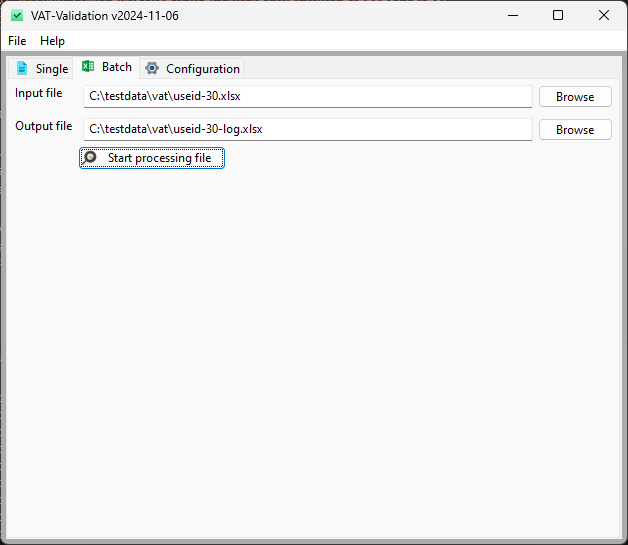 VAT-Validation v2024-11-06
File Help
Single Batch Configuration
Input file C:\testdata\vat\useid-30.xlsx Browse
Output file C:\testdata\vat\useid-30-log.xlsx Browse
Start processing file